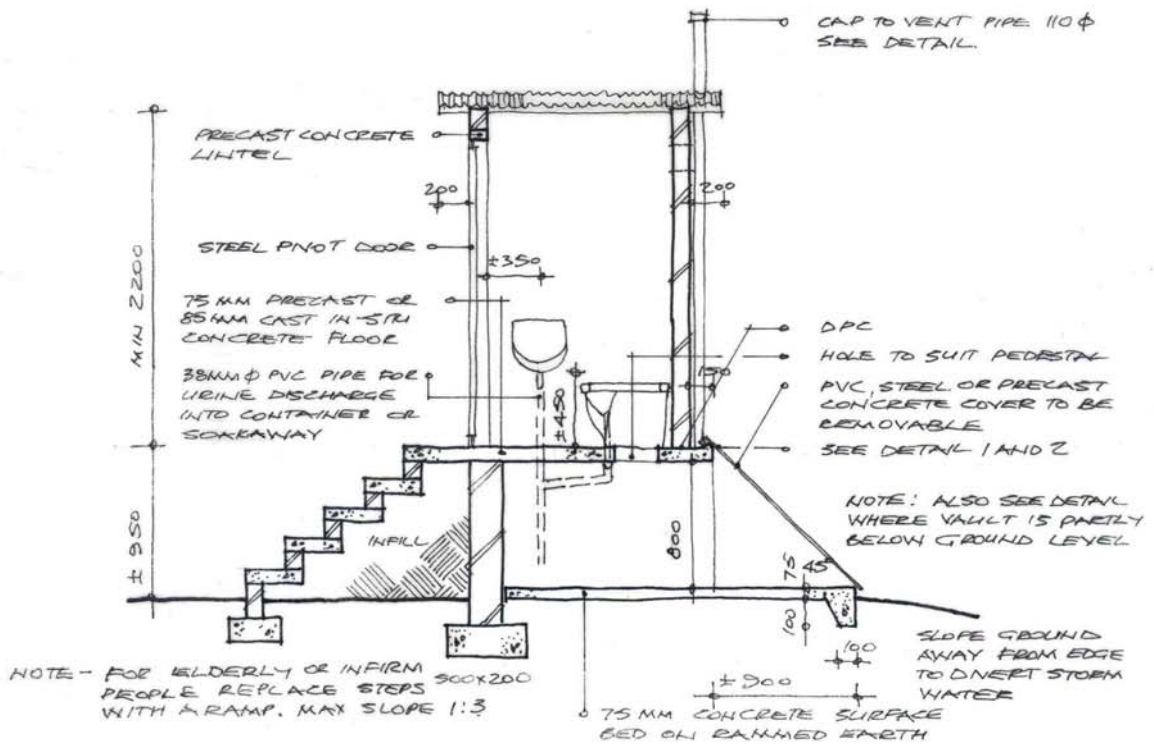 CAP TO VENT PIPE 110 ϕ
SEE DETAIL.
PRECAST CONCRETE
LINTEL
200
200
STEEL PIVOT DOOR
±350
MIN 2200
75 MM PRECAST OR
85 MM CAST IN-SITU
CONCRETE FLOOR
38MM ϕ PVC PIPE FOR
URINE DISCHARGE
INTO CONTAINER OR
SOAKAWAY
±450
DPC
HOLE TO SUIT PEDESTAL
150
PVC, STEEL OR PRECAST
CONCRETE COVER TO BE
REMOVABLE
SEE DETAIL 1 AND 2
NOTE: ALSO SEE DETAIL
WHERE VAULT IS PARTLY
BELOW GROUND LEVEL
±950
INFILL
800
75
45°
100
100
SLOPE GROUND
AWAY FROM EDGE
TO DIVERT STORM
WATER
NOTE - FOR ELDERLY OR INFIRM
PEOPLE REPLACE STEPS
WITH A RAMP. MAX SLOPE 1:3
500x200
±900
75 MM CONCRETE SURFACE
BED ON RAMMED EARTH